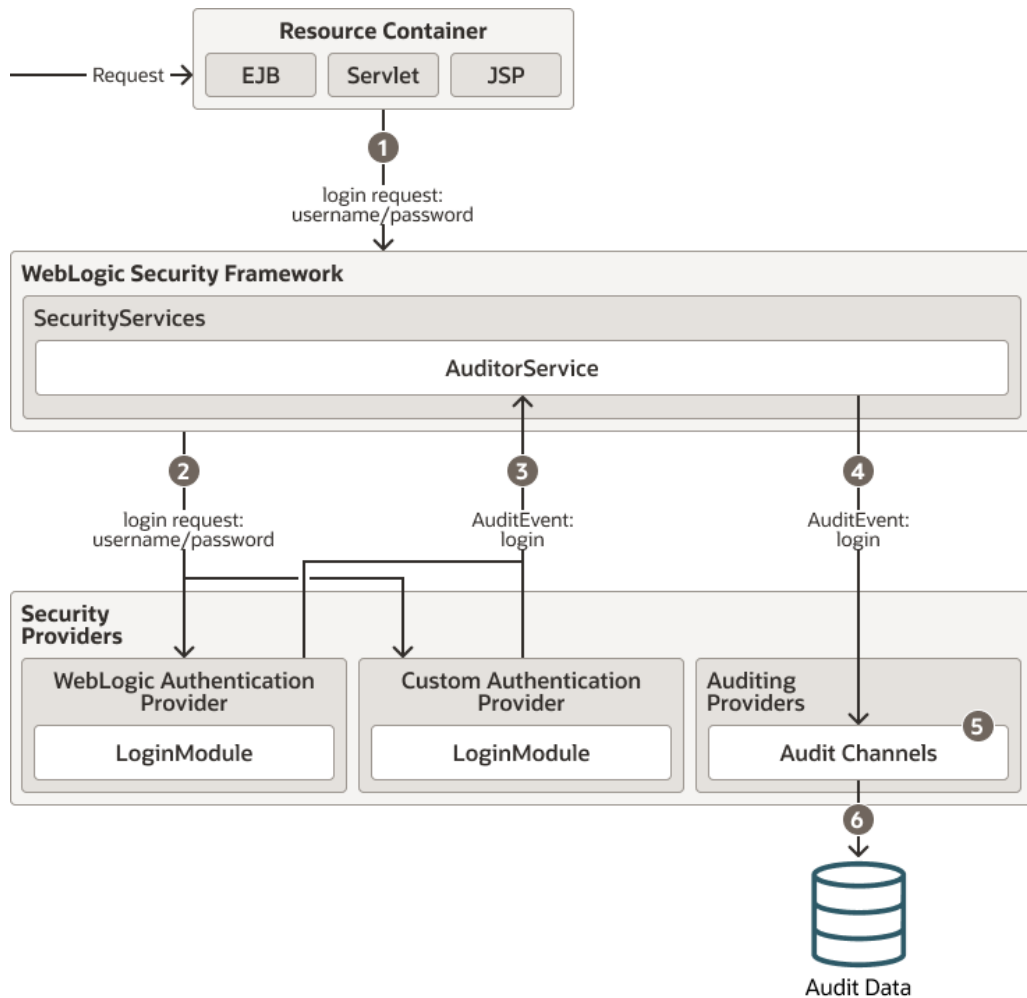 Resource Container
Request
EJB
Servlet
JSP
1
login request:
username/password
WebLogic Security Framework
SecurityServices
AuditorService
2
3
4
login request:
username/password
AuditEvent:
login
AuditEvent:
login
Security
Providers
WebLogic Authentication
Provider
LoginModule
Custom Authentication
Provider
LoginModule
Auditing
Providers
5
Audit Channels
6
Audit Data